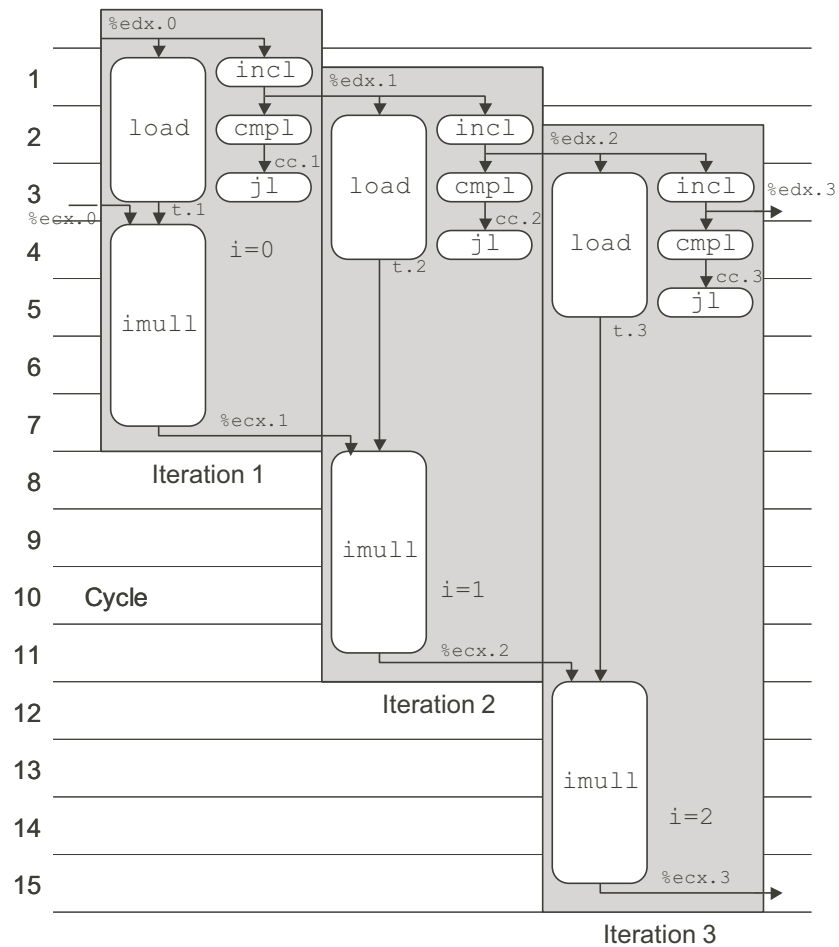 %edx.0
1
incl
%edx.1
load
2
cmpl
incl
%edx.2
cc.1
load
3
jl
cmpl
incl
%edx.3
%ecx.0
t.1
cc.2
load
4
i=0
jl
cmpl
t.2
cc.3
5
imull
jl
t.3
6
7
%ecx.1
Iteration 1
8
9
imull
10
Cycle
i=1
11
%ecx.2
Iteration 2
12
13
imull
14
i=2
15
%ecx.3
Iteration 3